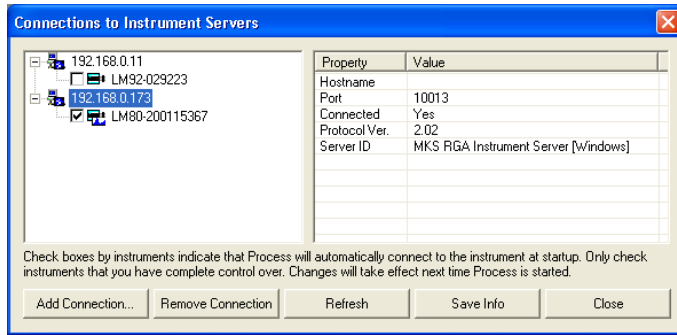 Connections to Instrument Servers
192.168.0.11
LM92-029223
192.168.0.173
LM80-200115367
Property Value
Hostname
Port 10013
Connected Yes
Protocol Ver. 2.02
Server ID MKS RGA Instrument Server [Windows]
Check boxes by instruments indicate that Process will automatically connect to the instrument at startup. Only check
instruments that you have complete control over. Changes will take effect next time Process is started.
Add Connection... Remove Connection Refresh Save Info Close